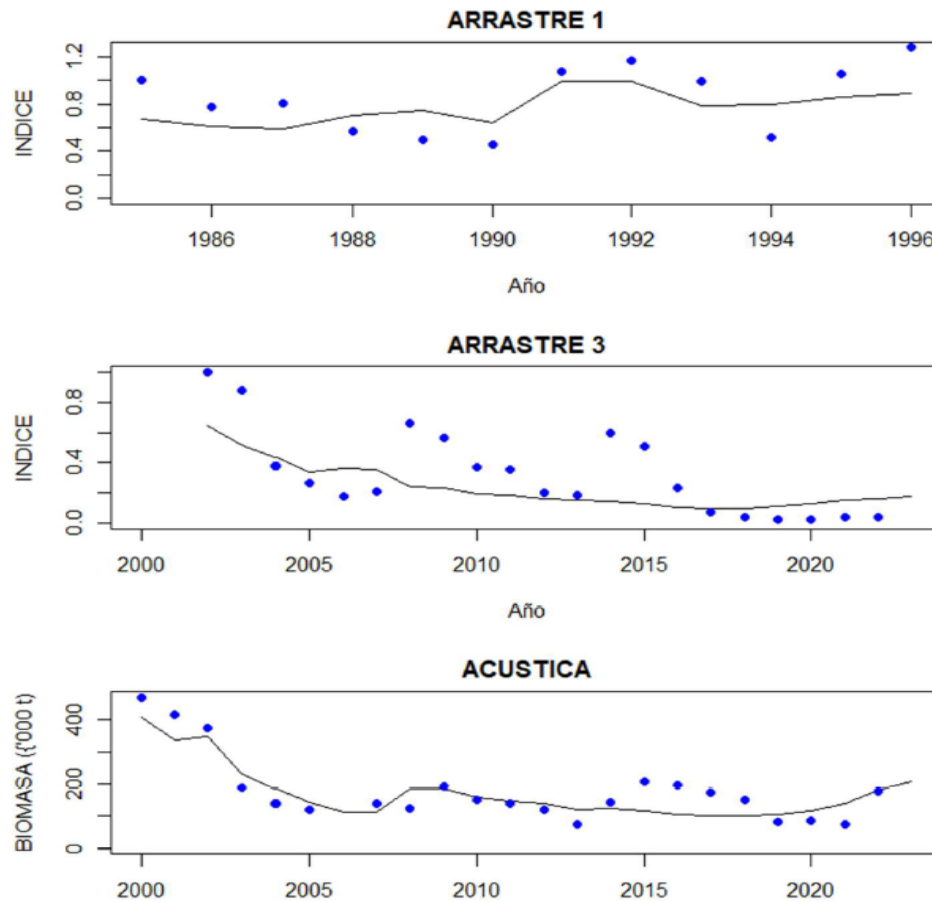 ARRASTRE 1
INDICE
0.0 0.4 0.8 1.2
1986 1988 1990 1992 1994 1996
Año
ARRASTRE 3
INDICE
0.0 0.4 0.8
2000 2005 2010 2015 2020
Año
ACUSTICA
BIOMASA ({'000 t)
0 200 400
2000 2005 2010 2015 2020